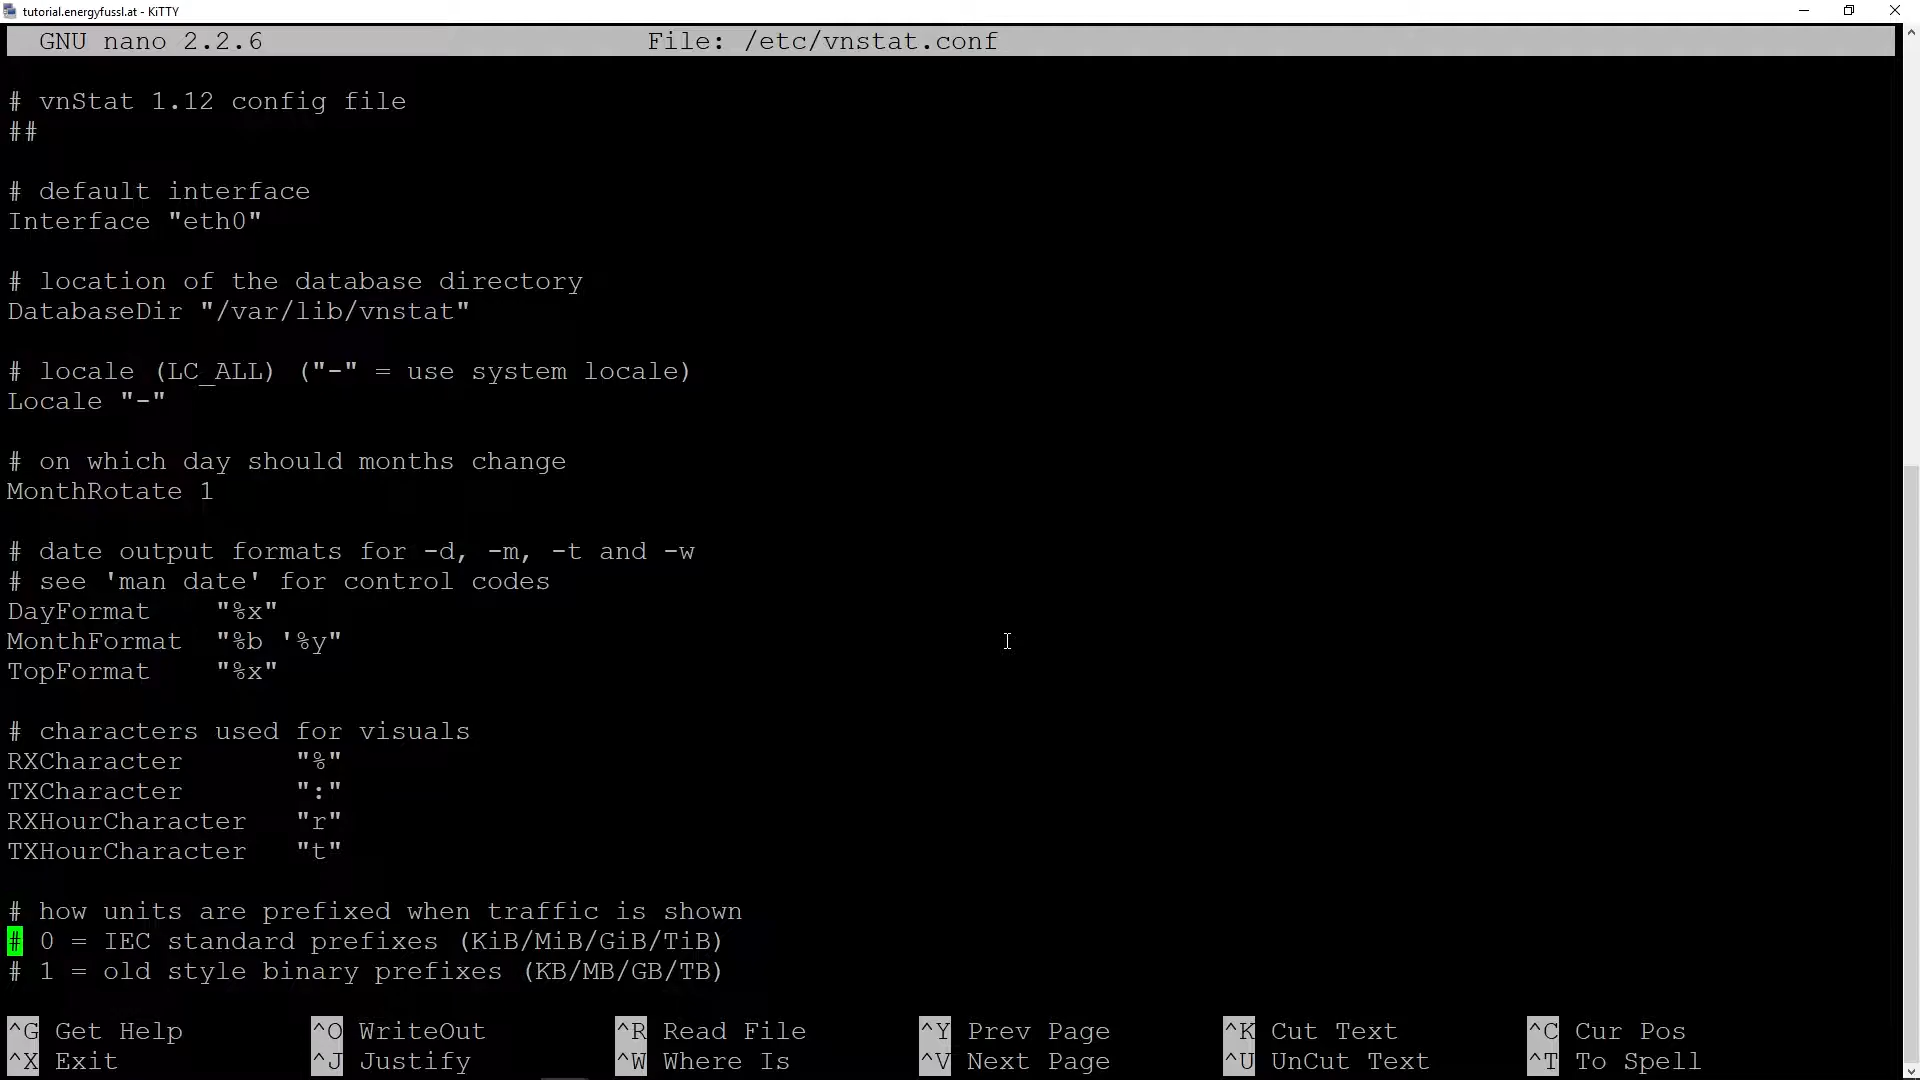 tutorial.energyfussl.at - KiTTY
GNU nano 2.2.6 File: /etc/vnstat.conf
# vnStat 1.12 config file
##
# default interface
Interface "eth0"
# location of the database directory
DatabaseDir "/var/lib/vnstat"
# locale (LC_ALL) ("-" = use system locale)
Locale "-"
# on which day should months change
MonthRotate 1
# date output formats for -d, -m, -t and -w
# see 'man date' for control codes
DayFormat    "%x"
MonthFormat  "%b '%y"
TopFormat    "%x"
# characters used for visuals
RXCharacter       "%"
TXCharacter       ":"
RXHourCharacter   "r"
TXHourCharacter   "t"
# how units are prefixed when traffic is shown
# 0 = IEC standard prefixes (KiB/MiB/GiB/TiB)
# 1 = old style binary prefixes (KB/MB/GB/TB)
^G Get Help ^O WriteOut ^R Read File ^Y Prev Page ^K Cut Text ^C Cur Pos
^X Exit ^J Justify ^W Where Is ^V Next Page ^U UnCut Text ^T To Spell